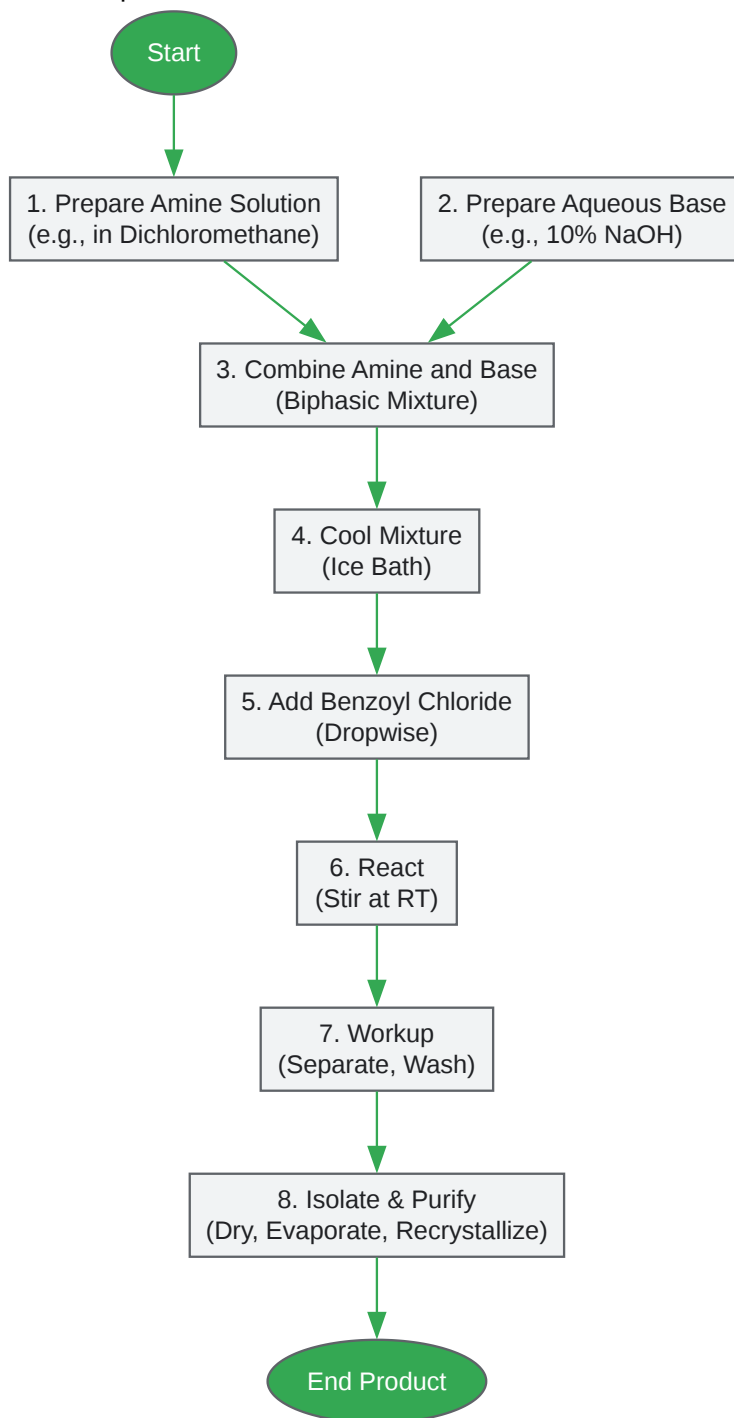 Start
1. Prepare Amine Solution
(e.g., in Dichloromethane)
2. Prepare Aqueous Base
(e.g., 10% NaOH)
3. Combine Amine and Base
(Biphasic Mixture)
4. Cool Mixture
(Ice Bath)
5. Add Benzoyl Chloride
(Dropwise)
6. React
(Stir at RT)
7. Workup
(Separate, Wash)
8. Isolate & Purify
(Dry, Evaporate, Recrystallize)
End Product